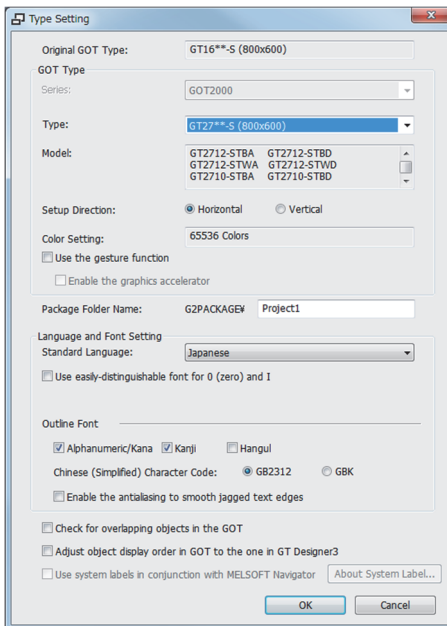 Type Setting
Original GOT Type: GT16**-S (800x600)
GOT Type
Series: GOT2000
Type: GT27**-S (800x600)
Model: GT2712-STBA GT2712-STBD
GT2712-STWA GT2712-STWD
GT2710-STBA GT2710-STBD
Setup Direction: Horizontal Vertical
Color Setting: 65536 Colors
Use the gesture function
Enable the graphics accelerator
Package Folder Name: G2PACKAGE¥ Project1
Language and Font Setting
Standard Language: Japanese
Use easily-distinguishable font for 0 (zero) and I
Outline Font
Alphanumeric/Kana Kanji Hangul
Chinese (Simplified) Character Code: GB2312 GBK
Enable the antialiasing to smooth jagged text edges
Check for overlapping objects in the GOT
Adjust object display order in GOT to the one in GT Designer3
Use system labels in conjunction with MELSOFT Navigator About System Label...
OK Cancel